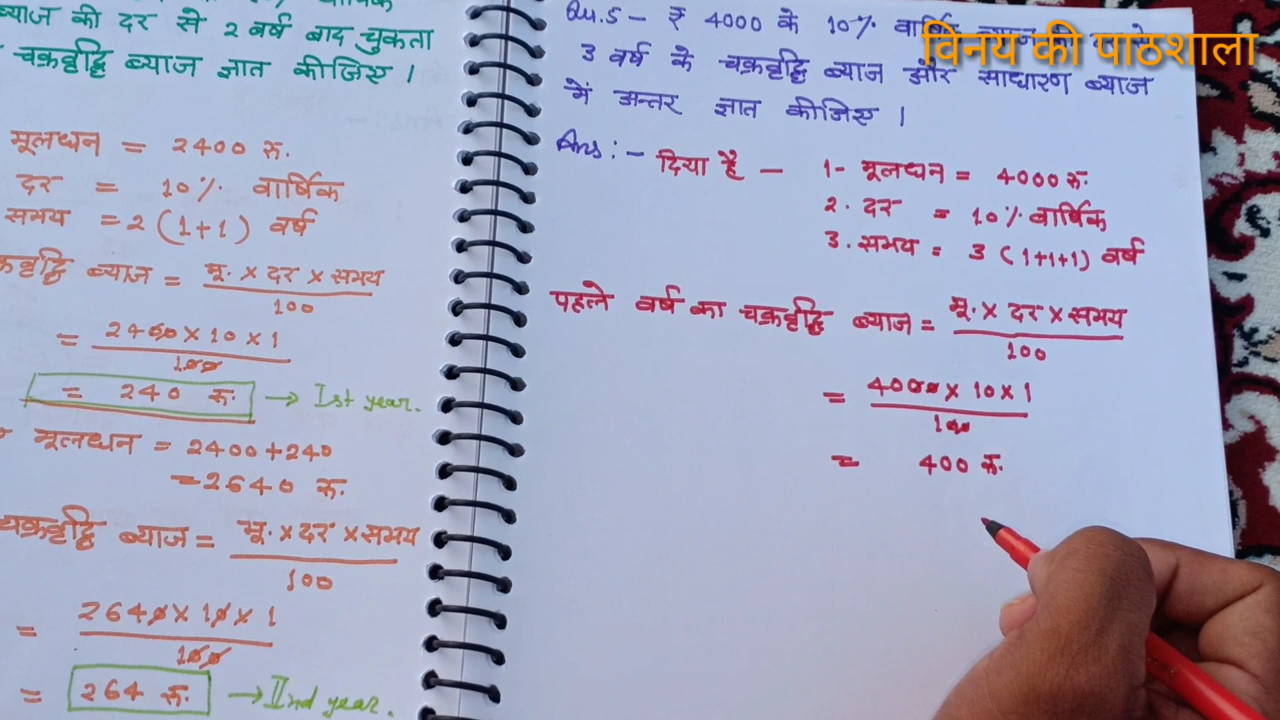 वार्षिक
ब्याज की दर से 2 वर्ष बाद चुकता
चक्रवृद्धि ब्याज ज्ञात कीजिए।
मूलधन = 2400 रु.
दर = 10% वार्षिक
समय = 2 (1+1) वर्ष
ब्याज = मू. × दर × समय
100
= 2400 × 10 × 1
100
= 240 रु. → Ist year.
मूलधन = 2400 + 240
= 2640 रु.
चक्रवृद्धि ब्याज = मू. × दर × समय
100
= 2640 × 10 × 1
100
= 264 रु. → IInd year.
विनय की पाठशाला
Qu.5 - ₹ 4000 के 10% वार्षिक
3 वर्ष के चक्रवृद्धि ब्याज और साधारण ब्याज
में अन्तर ज्ञात कीजिए।
Ans:- दिया है - 1- मूलधन = 4000 रु.
2. दर = 10% वार्षिक
3. समय = 3 (1+1+1) वर्ष
पहले वर्ष का चक्रवृद्धि ब्याज = मू. × दर × समय
100
= 4000 × 10 × 1
100
= 400 रु.